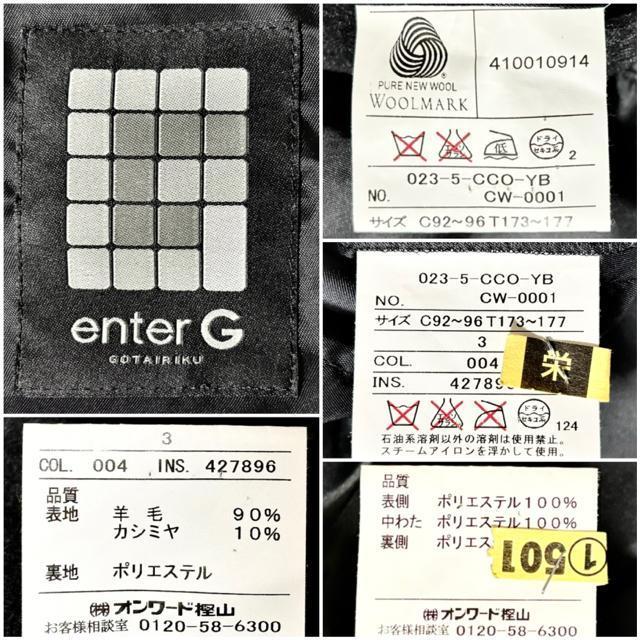 enter G
GOTAIRIKU
PURE NEW WOOL
WOOLMARK
410010914
低
ドライ
セキユ系
2
023-5-CCO-YB
NO. CW-0001
サイズ C92~96 T173~177
023-5-CCO-YB
NO. CW-0001
サイズ C92~96 T173~177
3
COL. 004
INS. 427896
栄
ドライ
セキユ系
124
石油系溶剤以外の溶剤は使用禁止。
スチームアイロンを浮かして使用。
3
COL. 004 INS. 427896
品質
表地 羊毛 90%
カシミヤ 10%
裏地 ポリエステル
㈱オンワード樫山
お客様相談室 0120-58-6300
品質
表側 ポリエステル100%
中わた ポリエステル100%
裏側 ポリエス
①501
㈱オンワード樫山
お客様相談室 0120-58-6300